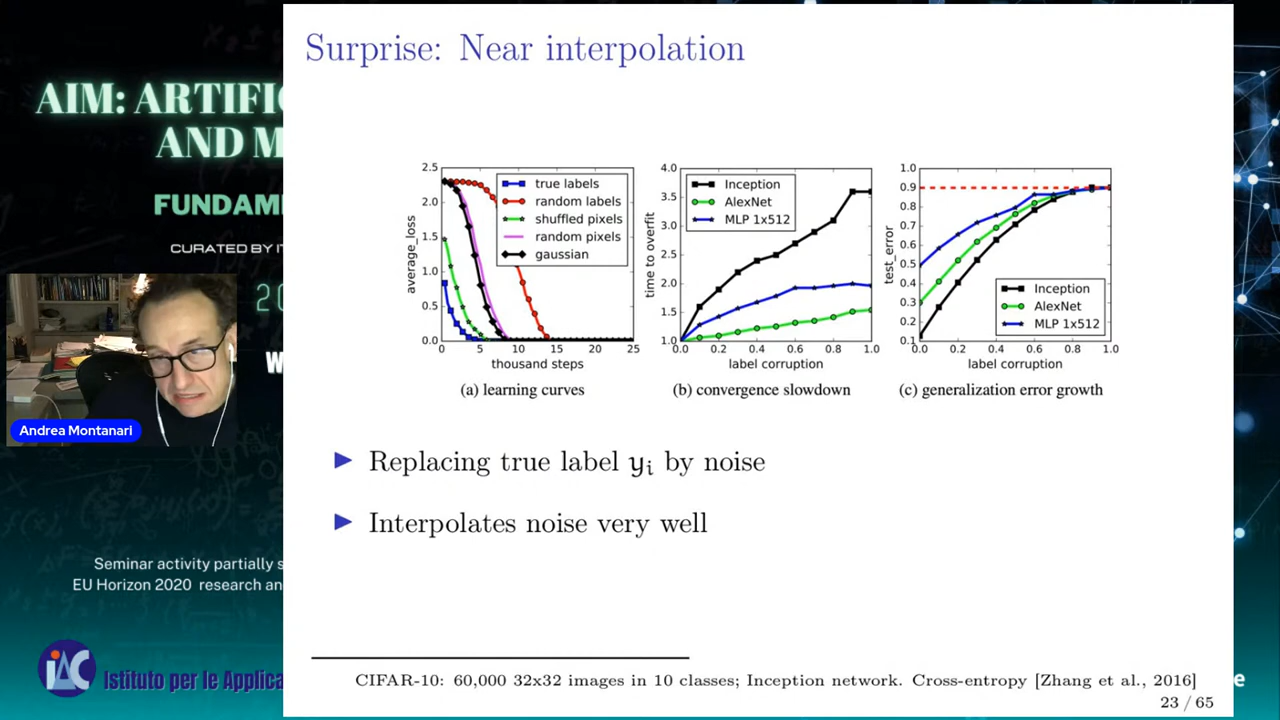 Surprise: Near interpolation
AIM: ARTIFI
AND M
FUNDAM
CURATED BY I
20
W
Andrea Montanari
Seminar activity partially s
EU Horizon 2020 research an
IAC Istituto per le Applica
e
2.5
2.0
1.5
1.0
0.5
0.0
average_loss
true labels
random labels
shuffled pixels
random pixels
gaussian
0 5 10 15 20 25
thousand steps
(a) learning curves
4.0
3.5
3.0
2.5
2.0
1.5
1.0
time to overfit
Inception
AlexNet
MLP 1x512
0.0 0.2 0.4 0.6 0.8 1.0
label corruption
(b) convergence slowdown
1.0
0.9
0.8
0.7
0.6
0.5
0.4
0.3
0.2
0.1
test_error
Inception
AlexNet
MLP 1x512
0.0 0.2 0.4 0.6 0.8 1.0
label corruption
(c) generalization error growth
Replacing true label yi by noise
Interpolates noise very well
CIFAR-10: 60,000 32x32 images in 10 classes; Inception network. Cross-entropy [Zhang et al., 2016]
23 / 65